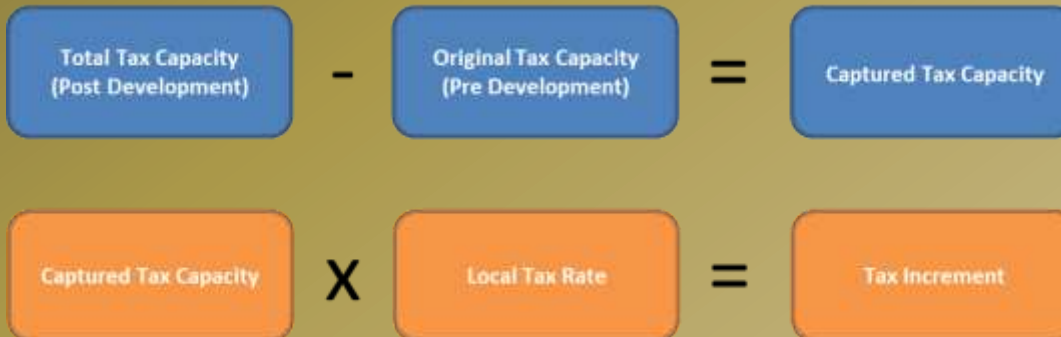 Total Tax Capacity
(Post Development)
-
Original Tax Capacity
(Pre Development)
=
Captured Tax Capacity
Captured Tax Capacity
X
Local Tax Rate
=
Tax Increment